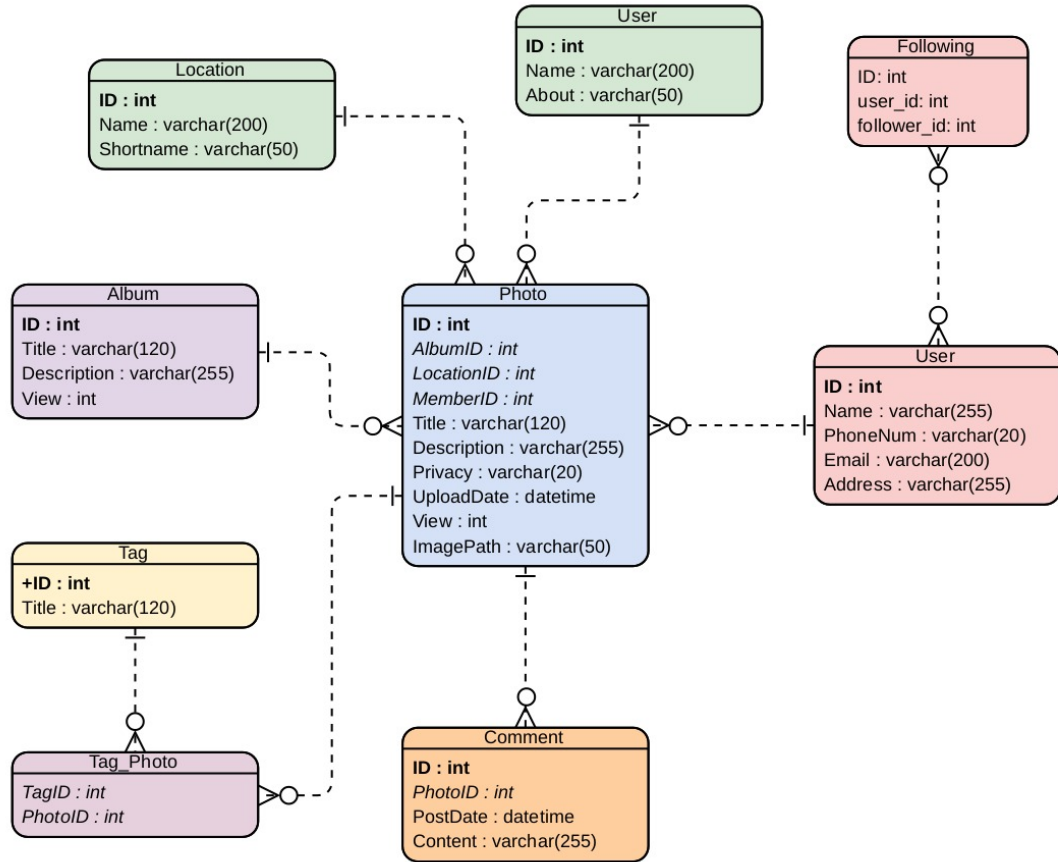 User
ID : int
Name : varchar(200)
About : varchar(50)
Following
ID: int
user_id: int
follower_id: int
Location
ID : int
Name : varchar(200)
Shortname : varchar(50)
Album
ID : int
Title : varchar(120)
Description : varchar(255)
View : int
Photo
ID : int
AlbumID : int
LocationID : int
MemberID : int
Title : varchar(120)
Description : varchar(255)
Privacy : varchar(20)
UploadDate : datetime
View : int
ImagePath : varchar(50)
User
ID : int
Name : varchar(255)
PhoneNum : varchar(20)
Email : varchar(200)
Address : varchar(255)
Tag
+ID : int
Title : varchar(120)
Tag_Photo
TagID : int
PhotoID : int
Comment
ID : int
PhotoID : int
PostDate : datetime
Content : varchar(255)